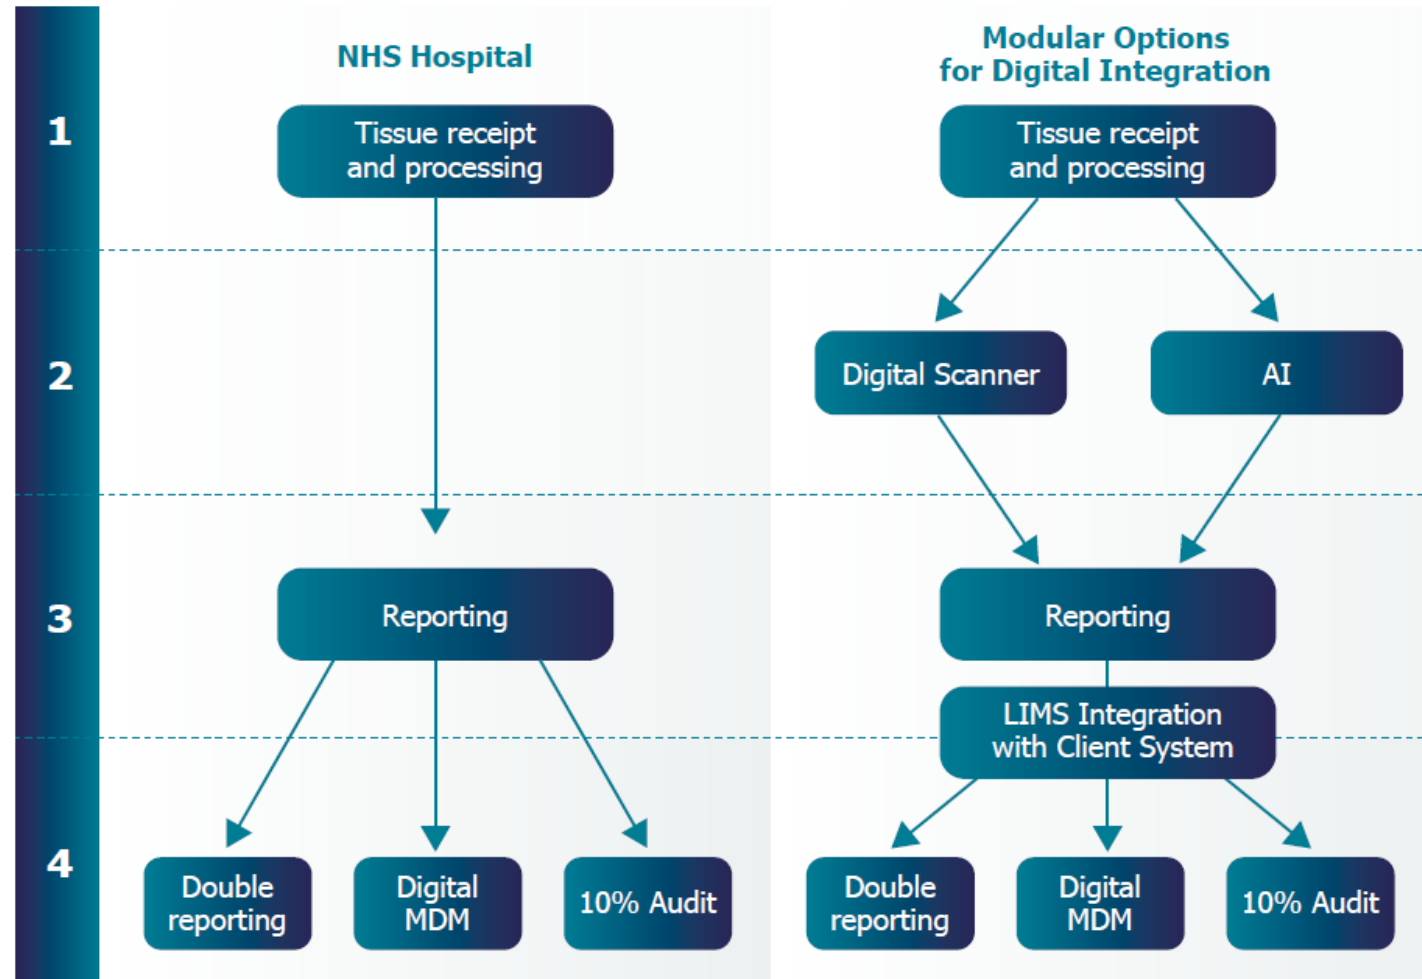 NHS Hospital
Modular Options
for Digital Integration
1
Tissue receipt
and processing
Tissue receipt
and processing
2
Digital Scanner
AI
3
Reporting
Reporting
LIMS Integration
with Client System
4
Double
reporting
Digital
MDM
10% Audit
Double
reporting
Digital
MDM
10% Audit